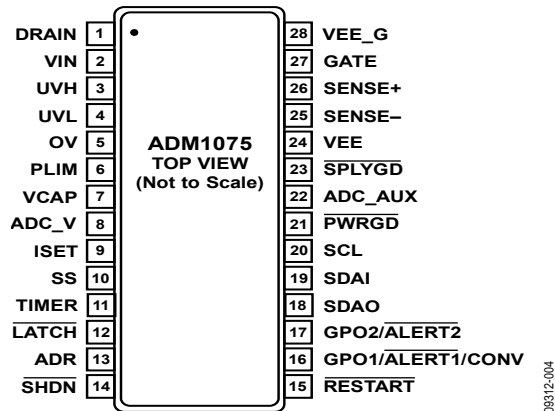 DRAIN 1 28 VEE_G
VIN 2 27 GATE
UVH 3 26 SENSE+
UVL 4 25 SENSE–
OV 5 24 VEE
PLIM 6 23 SPLYGD
VCAP 7 22 ADC_AUX
ADC_V 8 21 PWRGD
ISET 9 20 SCL
SS 10 19 SDAI
TIMER 11 18 SDAO
LATCH 12 17 GPO2/ALERT2
ADR 13 16 GPO1/ALERT1/CONV
SHDN 14 15 RESTART
ADM1075
TOP VIEW
(Not to Scale)
09312-004